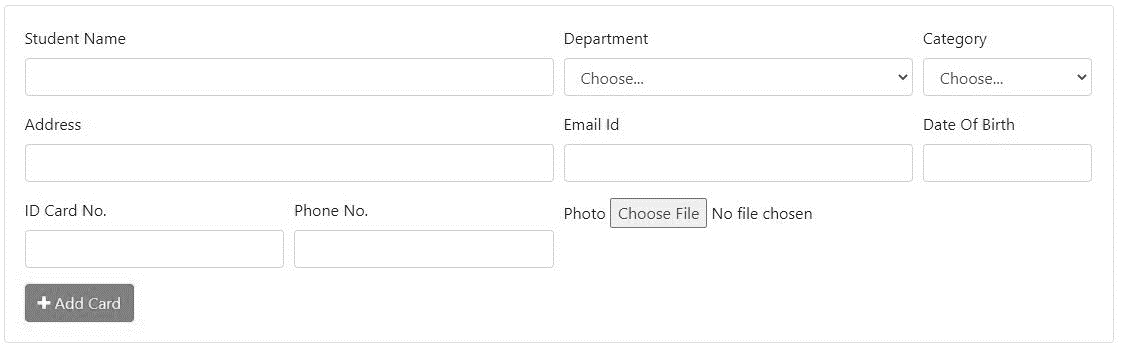 Student Name Department Category
Choose... Choose...
Address Email Id Date Of Birth
ID Card No. Phone No. Photo Choose File No file chosen
Add Card